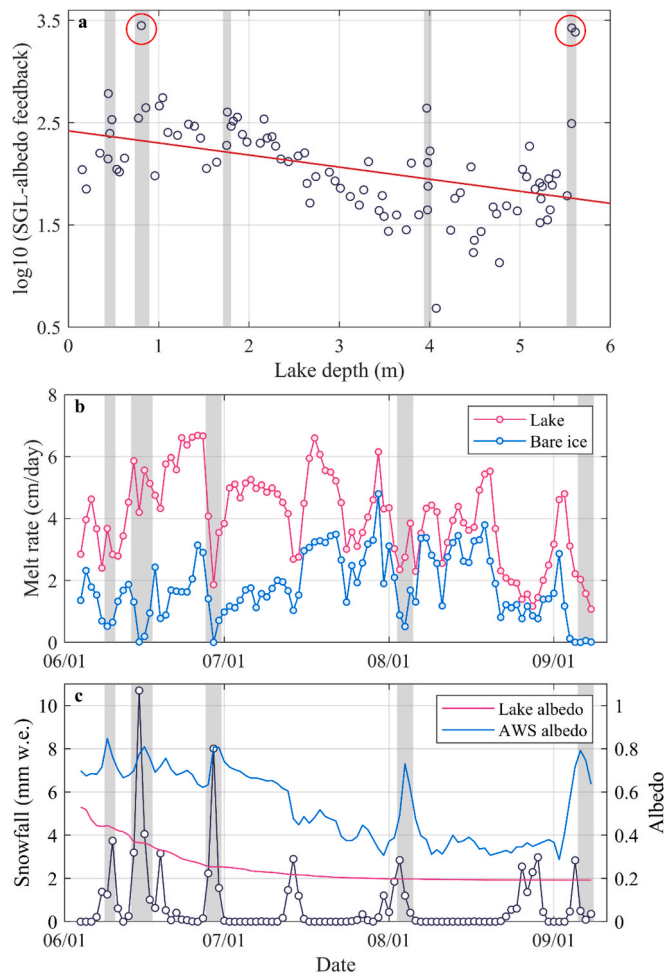 a
3.5
2.5
1.5
0.5
log10 (SGL-albedo feedback)
0 1 2 3 4 5 6
Lake depth (m)
b
8
6
4
2
0
Melt rate (cm/day)
Lake
Bare ice
06/01 07/01 08/01 09/01
c
10
8
6
4
2
0
Snowfall (mm w.e.)
Lake albedo
AWS albedo
1
0.8
0.6
0.4
0.2
0
Albedo
06/01 07/01 08/01 09/01
Date